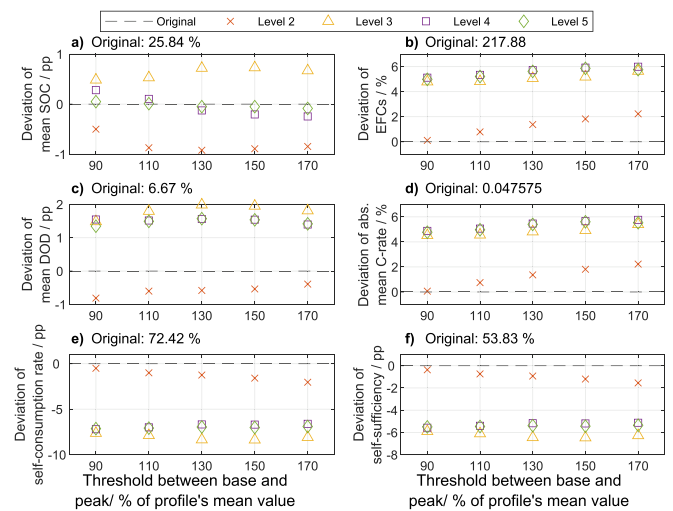 Original Level 2 Level 3 Level 4 Level 5
a) Original: 25.84 %
Deviation of
mean SOC / pp
1
0
-1
90 110 130 150 170
b) Original: 217.88
Deviation of
EFCs / %
6
4
2
0
90 110 130 150 170
c) Original: 6.67 %
Deviation of
mean DOD / pp
2
1
0
-1
90 110 130 150 170
d) Original: 0.047575
Deviation of abs.
mean C-rate / %
6
4
2
0
90 110 130 150 170
e) Original: 72.42 %
Deviation of
self-consumption rate / pp
0
-5
-10
90 110 130 150 170
Threshold between base and
peak/ % of profile's mean value
f) Original: 53.83 %
Deviation of
self-sufficiency / pp
0
-2
-4
-6
-8
90 110 130 150 170
Threshold between base and
peak/ % of profile's mean value